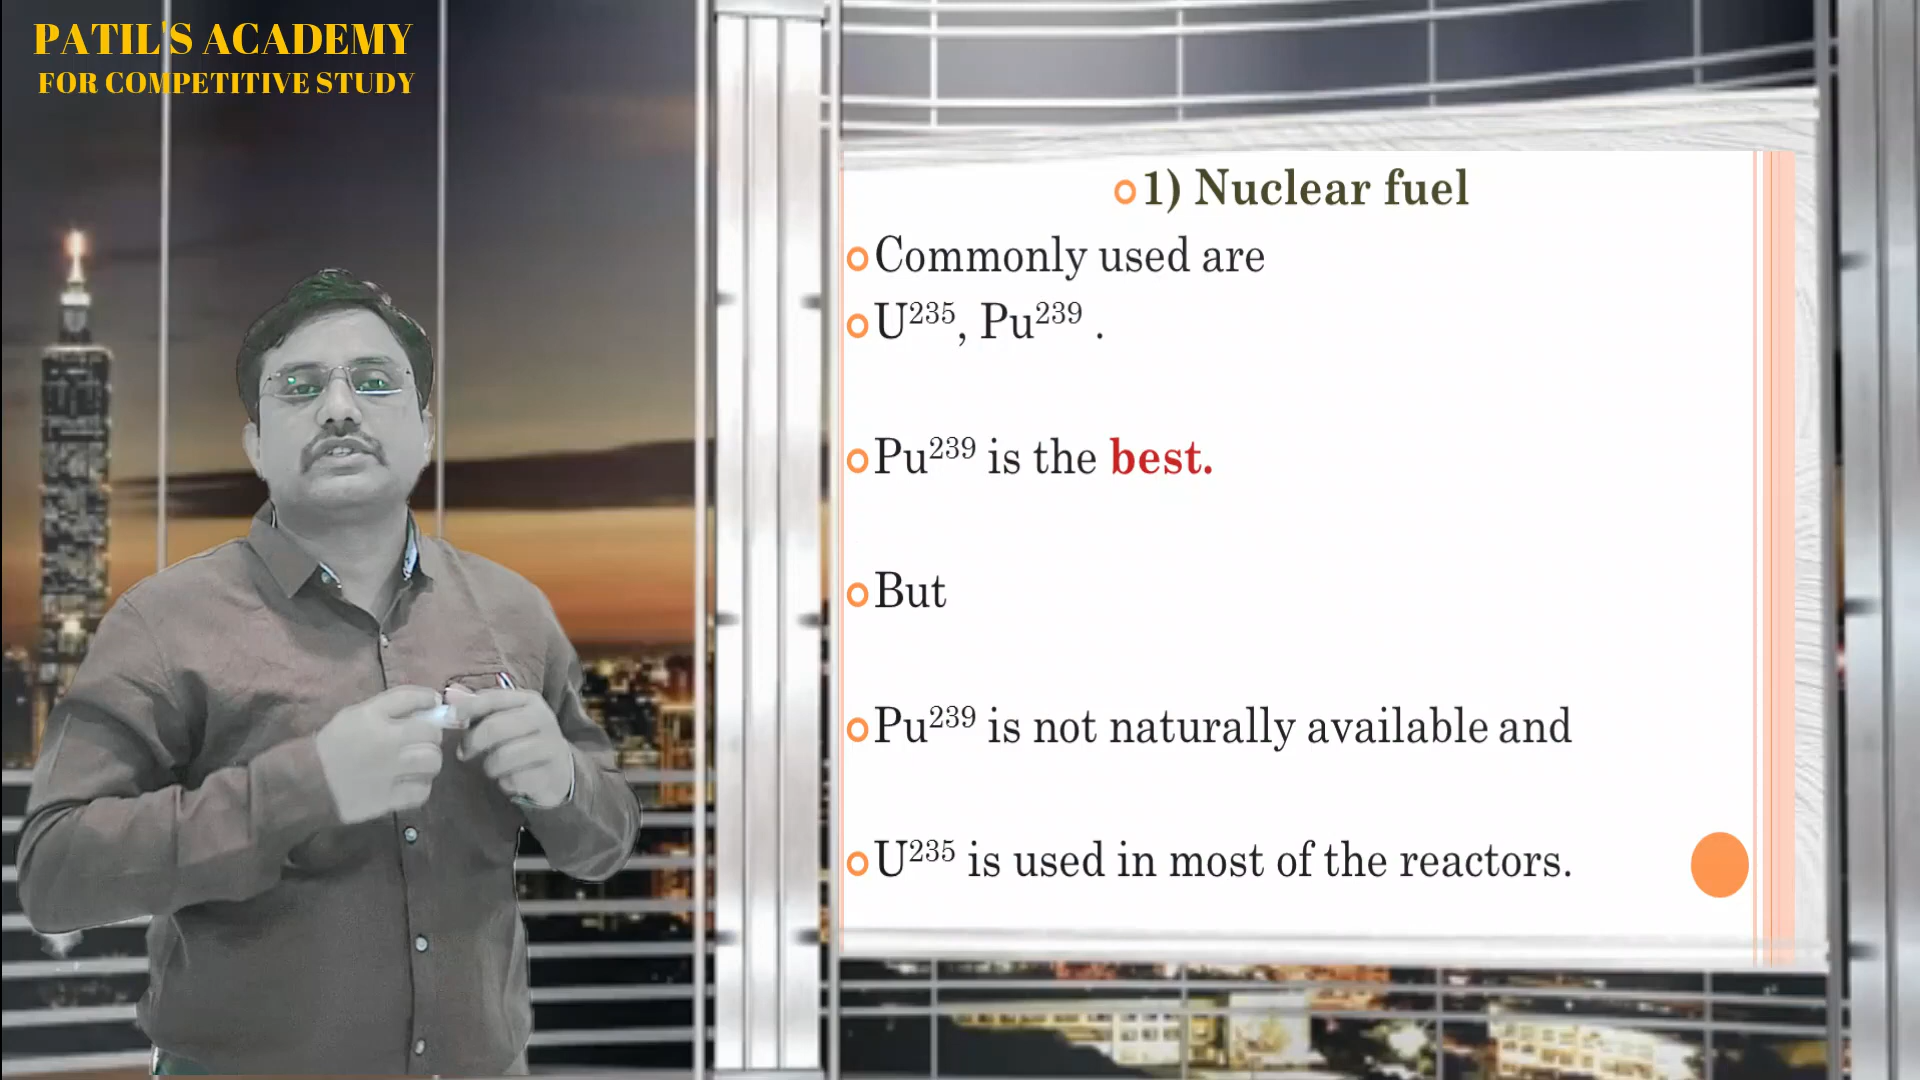 PATIL'S ACADEMY
FOR COMPETITIVE STUDY
1) Nuclear fuel
Commonly used are
U²³⁵, Pu²³⁹ .
Pu²³⁹ is the best.
But
Pu²³⁹ is not naturally available and
U²³⁵ is used in most of the reactors.